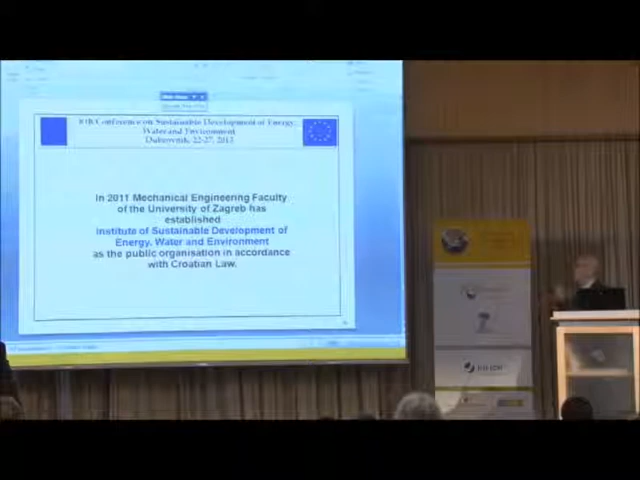 Conference on Sustainable Development of Energy,
Water and Environment
Dubrovnik, 22-27, 2013
In 2011 Mechanical Engineering Faculty
of the University of Zagreb has
established
Institute of Sustainable Development of
Energy, Water and Environment
as the public organisation in accordance
with Croatian Law.